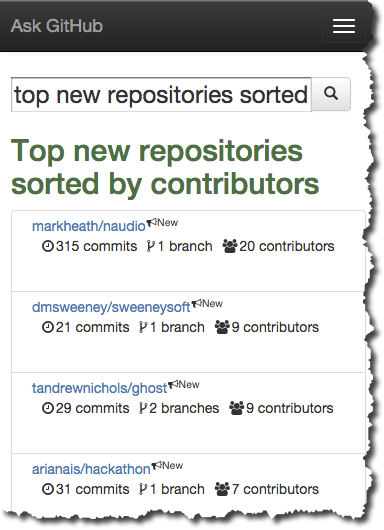 Ask GitHub
top new repositories sorted
Top new repositories
sorted by contributors
markheath/naudio New
315 commits 1 branch 20 contributors
dmsweeney/sweeneysoft New
21 commits 1 branch 9 contributors
tandrewnichols/ghost New
29 commits 2 branches 9 contributors
arianais/hackathon New
31 commits 1 branch 7 contributors